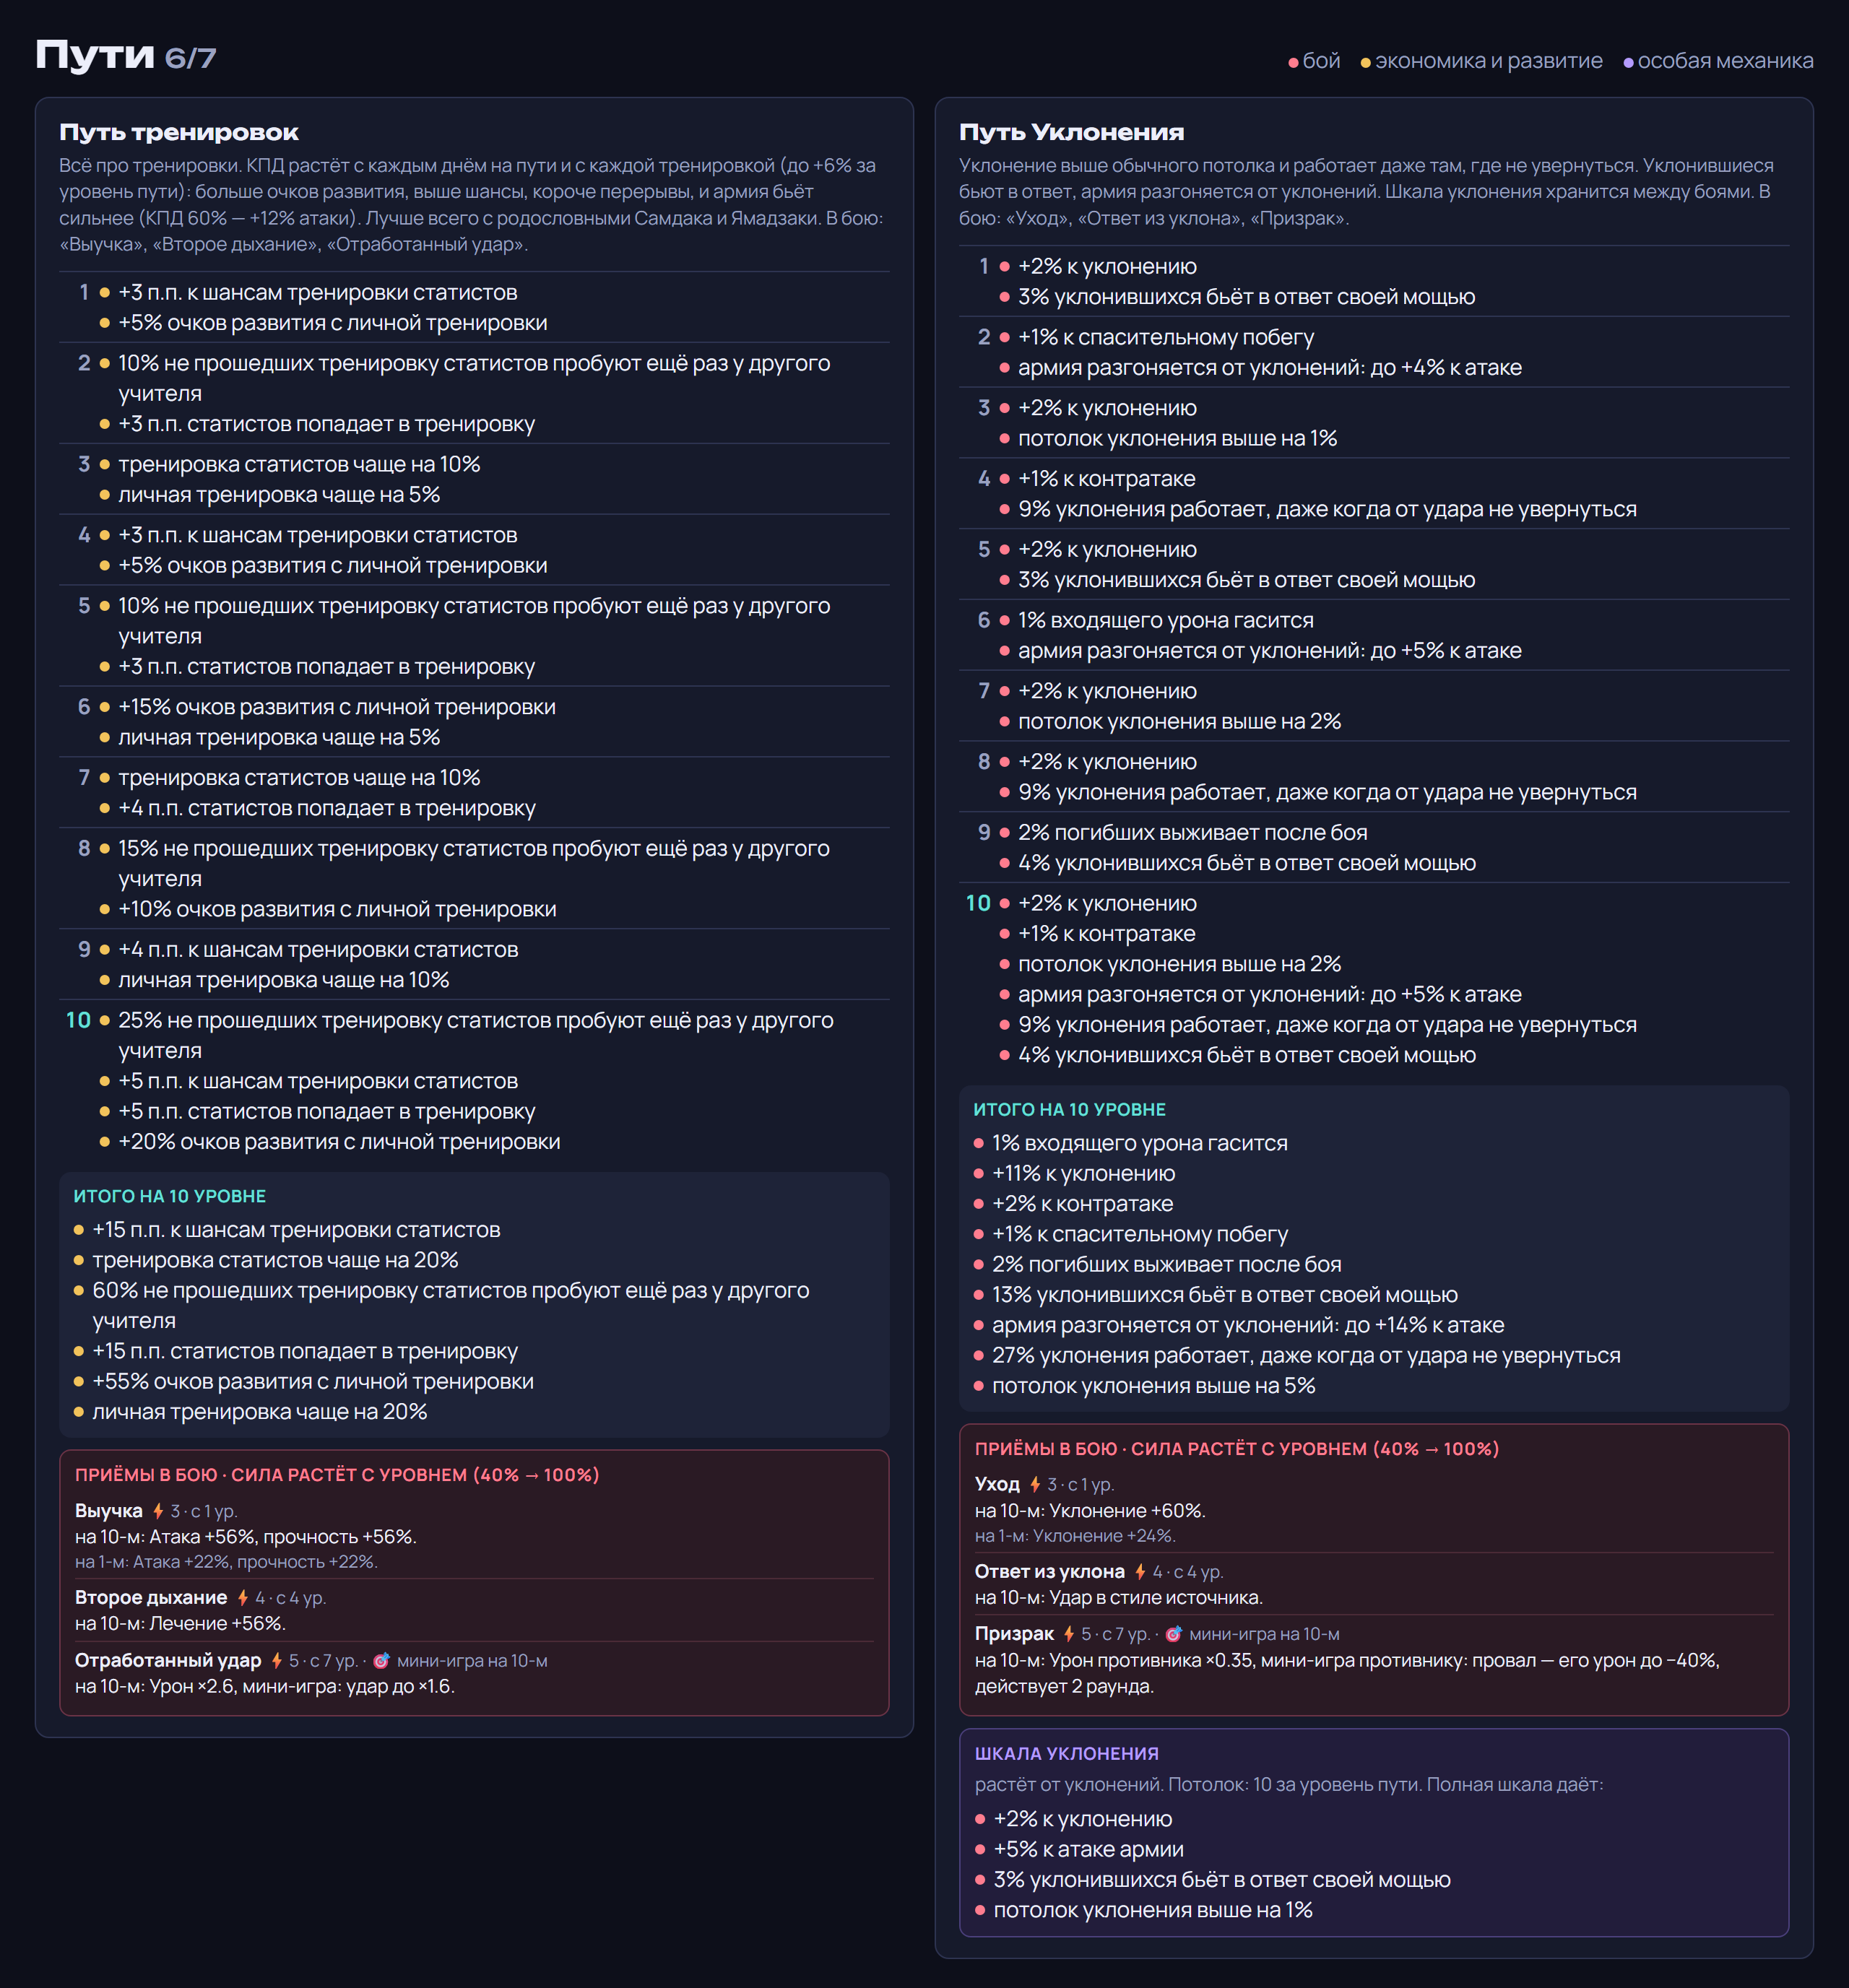 Пути 6/7
бой экономика и развитие особая механика
Путь тренировок
Всё про тренировки. КПД растёт с каждым днём на пути и с каждой тренировкой (до +6% за
уровень пути): больше очков развития, выше шансы, короче перерывы, и армия бьёт
сильнее (КПД 60% — +12% атаки). Лучше всего с родословными Самдака и Ямадзаки. В бою:
«Выучка», «Второе дыхание», «Отработанный удар».
1 +3 п.п. к шансам тренировки статистов
+5% очков развития с личной тренировки
2 10% не прошедших тренировку статистов пробуют ещё раз у другого
учителя
+3 п.п. статистов попадает в тренировку
3 тренировка статистов чаще на 10%
личная тренировка чаще на 5%
4 +3 п.п. к шансам тренировки статистов
+5% очков развития с личной тренировки
5 10% не прошедших тренировку статистов пробуют ещё раз у другого
учителя
+3 п.п. статистов попадает в тренировку
6 +15% очков развития с личной тренировки
личная тренировка чаще на 5%
7 тренировка статистов чаще на 10%
+4 п.п. статистов попадает в тренировку
8 15% не прошедших тренировку статистов пробуют ещё раз у другого
учителя
+10% очков развития с личной тренировки
9 +4 п.п. к шансам тренировки статистов
личная тренировка чаще на 10%
10 25% не прошедших тренировку статистов пробуют ещё раз у другого
учителя
+5 п.п. к шансам тренировки статистов
+5 п.п. статистов попадает в тренировку
+20% очков развития с личной тренировки
ИТОГО НА 10 УРОВНЕ
+15 п.п. к шансам тренировки статистов
тренировка статистов чаще на 20%
60% не прошедших тренировку статистов пробуют ещё раз у другого
учителя
+15 п.п. статистов попадает в тренировку
+55% очков развития с личной тренировки
личная тренировка чаще на 20%
ПРИЁМЫ В БОЮ · СИЛА РАСТЁТ С УРОВНЕМ (40% → 100%)
Выучка ⚡ 3 · с 1 ур.
на 10-м: Атака +56%, прочность +56%.
на 1-м: Атака +22%, прочность +22%.
Второе дыхание ⚡ 4 · с 4 ур.
на 10-м: Лечение +56%.
Отработанный удар ⚡ 5 · с 7 ур. · 🎯 мини-игра на 10-м
на 10-м: Урон ×2.6, мини-игра: удар до ×1.6.
Путь Уклонения
Уклонение выше обычного потолка и работает даже там, где не увернуться. Уклонившиеся
бьют в ответ, армия разгоняется от уклонений. Шкала уклонения хранится между боями. В
бою: «Уход», «Ответ из уклона», «Призрак».
1 +2% к уклонению
3% уклонившихся бьёт в ответ своей мощью
2 +1% к спасительному побегу
армия разгоняется от уклонений: до +4% к атаке
3 +2% к уклонению
потолок уклонения выше на 1%
4 +1% к контратаке
9% уклонения работает, даже когда от удара не увернуться
5 +2% к уклонению
3% уклонившихся бьёт в ответ своей мощью
6 1% входящего урона гасится
армия разгоняется от уклонений: до +5% к атаке
7 +2% к уклонению
потолок уклонения выше на 2%
8 +2% к уклонению
9% уклонения работает, даже когда от удара не увернуться
9 2% погибших выживает после боя
4% уклонившихся бьёт в ответ своей мощью
10 +2% к уклонению
+1% к контратаке
потолок уклонения выше на 2%
армия разгоняется от уклонений: до +5% к атаке
9% уклонения работает, даже когда от удара не увернуться
4% уклонившихся бьёт в ответ своей мощью
ИТОГО НА 10 УРОВНЕ
1% входящего урона гасится
+11% к уклонению
+2% к контратаке
+1% к спасительному побегу
2% погибших выживает после боя
13% уклонившихся бьёт в ответ своей мощью
армия разгоняется от уклонений: до +14% к атаке
27% уклонения работает, даже когда от удара не увернуться
потолок уклонения выше на 5%
ПРИЁМЫ В БОЮ · СИЛА РАСТЁТ С УРОВНЕМ (40% → 100%)
Уход ⚡ 3 · с 1 ур.
на 10-м: Уклонение +60%.
на 1-м: Уклонение +24%.
Ответ из уклона ⚡ 4 · с 4 ур.
на 10-м: Удар в стиле источника.
Призрак ⚡ 5 · с 7 ур. · 🎯 мини-игра на 10-м
на 10-м: Урон противника ×0.35, мини-игра противнику: провал — его урон до −40%,
действует 2 раунда.
ШКАЛА УКЛОНЕНИЯ
растёт от уклонений. Потолок: 10 за уровень пути. Полная шкала даёт:
+2% к уклонению
+5% к атаке армии
3% уклонившихся бьёт в ответ своей мощью
потолок уклонения выше на 1%